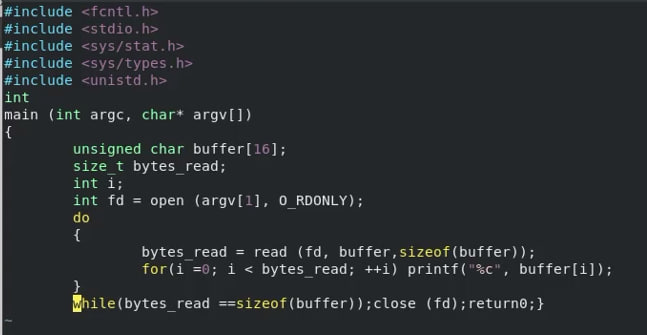 #include <fcntl.h>
#include <stdio.h>
#include <sys/stat.h>
#include <sys/types.h>
#include <unistd.h>
int
main (int argc, char* argv[])
{
unsigned char buffer[16];
size_t bytes_read;
int i;
int fd = open (argv[1], O_RDONLY);
do
{
bytes_read = read (fd, buffer,sizeof(buffer));
for(i =0; i < bytes_read; ++i) printf("%c", buffer[i]);
}
while(bytes_read ==sizeof(buffer));close (fd);return0;}
~